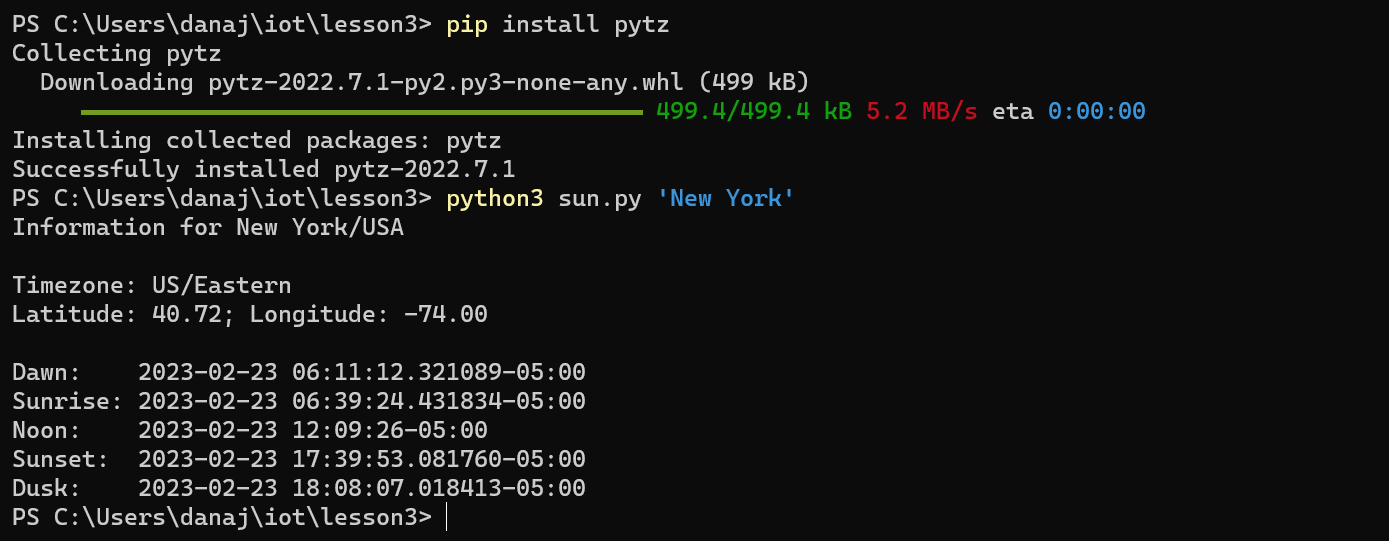 PS C:\Users\danaj\iot\lesson3> pip install pytz
Collecting pytz
  Downloading pytz-2022.7.1-py2.py3-none-any.whl (499 kB)
499.4/499.4 kB 5.2 MB/s eta 0:00:00
Installing collected packages: pytz
Successfully installed pytz-2022.7.1
PS C:\Users\danaj\iot\lesson3> python3 sun.py 'New York'
Information for New York/USA
Timezone: US/Eastern
Latitude: 40.72; Longitude: -74.00
Dawn:    2023-02-23 06:11:12.321089-05:00
Sunrise: 2023-02-23 06:39:24.431834-05:00
Noon:    2023-02-23 12:09:26-05:00
Sunset:  2023-02-23 17:39:53.081760-05:00
Dusk:    2023-02-23 18:08:07.018413-05:00
PS C:\Users\danaj\iot\lesson3>